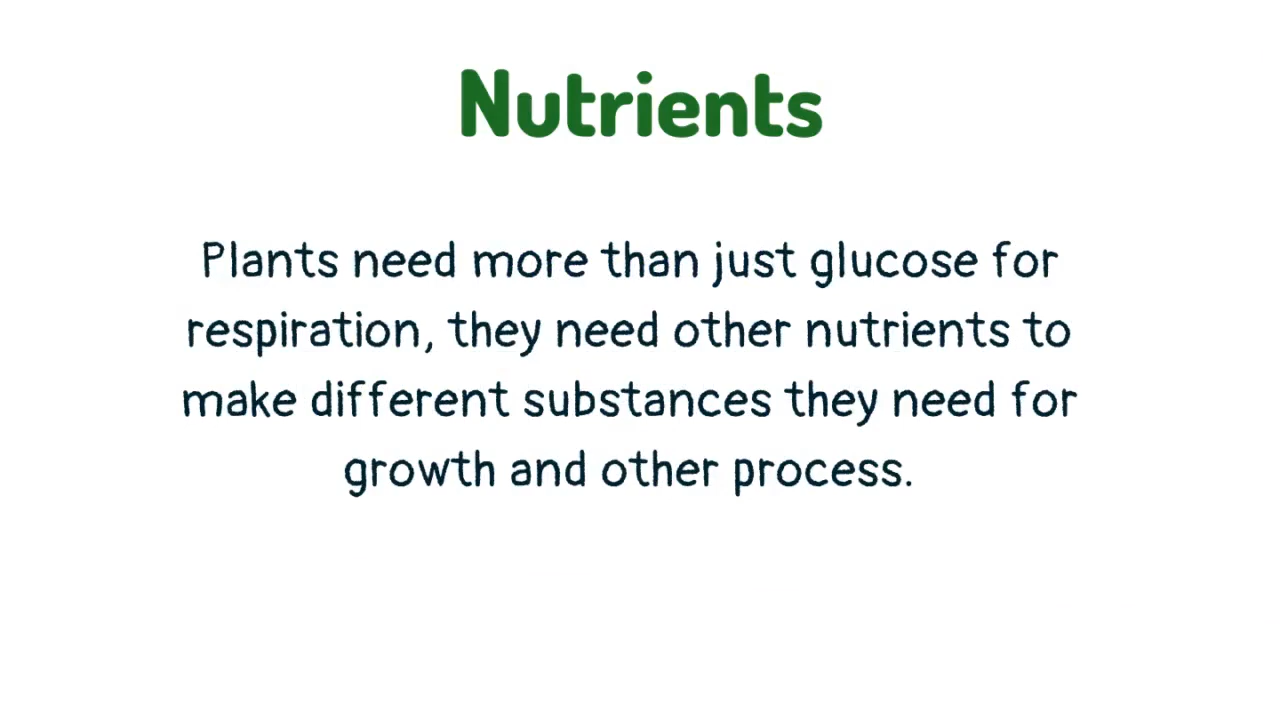 Nutrients
Plants need more than just glucose for
respiration, they need other nutrients to
make different substances they need for
growth and other process.